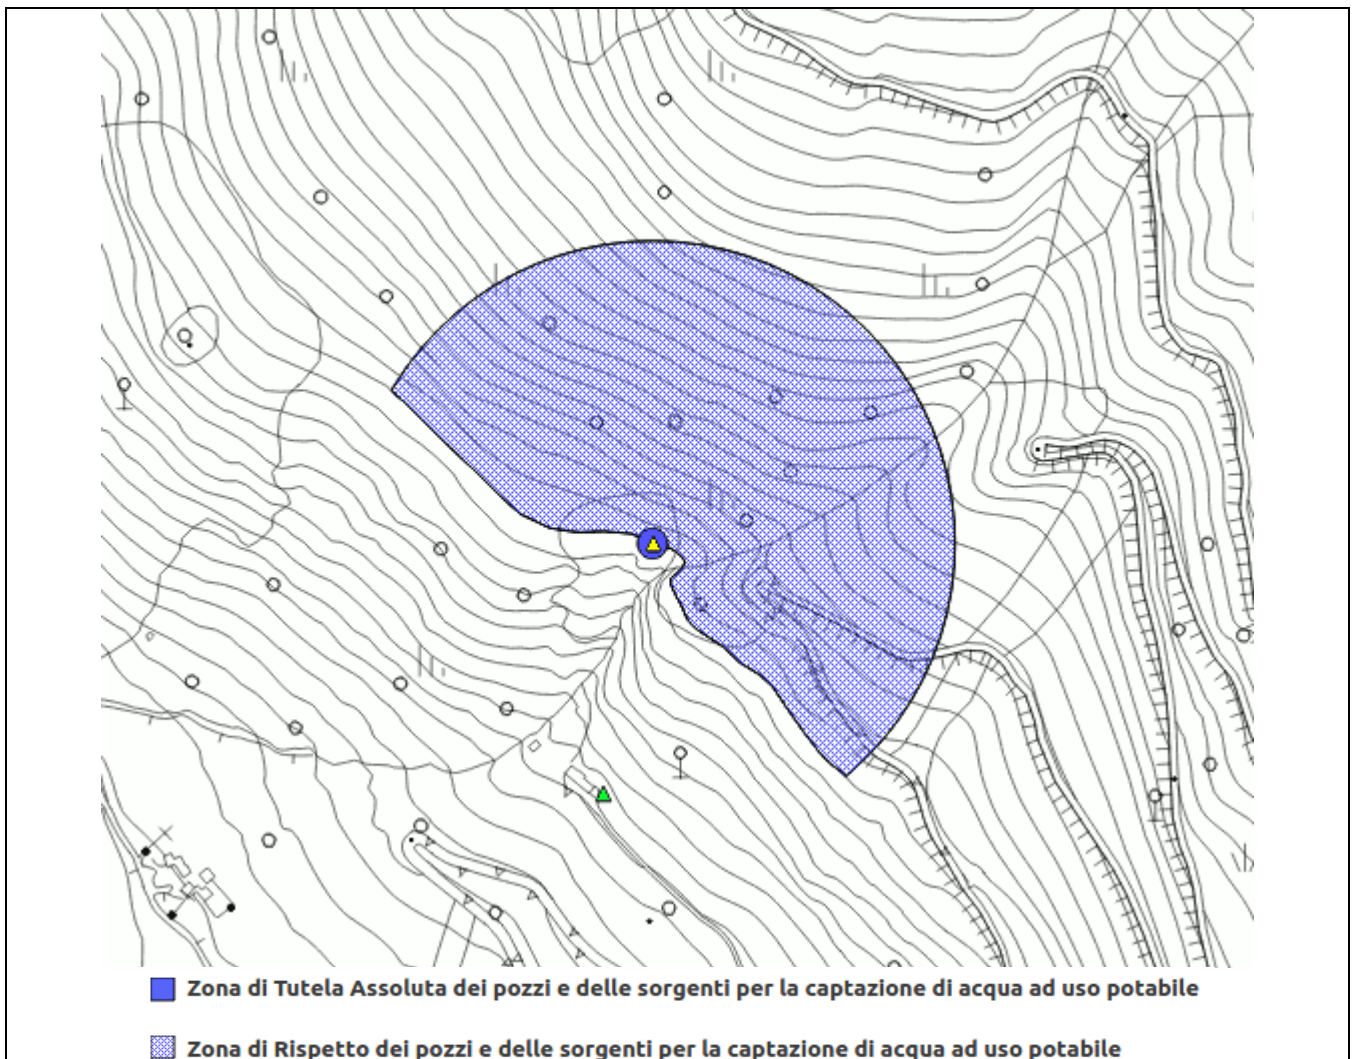 Zona di Tutela Assoluta dei pozzi e delle sorgenti per la captazione di acqua ad uso potabile
Zona di Rispetto dei pozzi e delle sorgenti per la captazione di acqua ad uso potabile